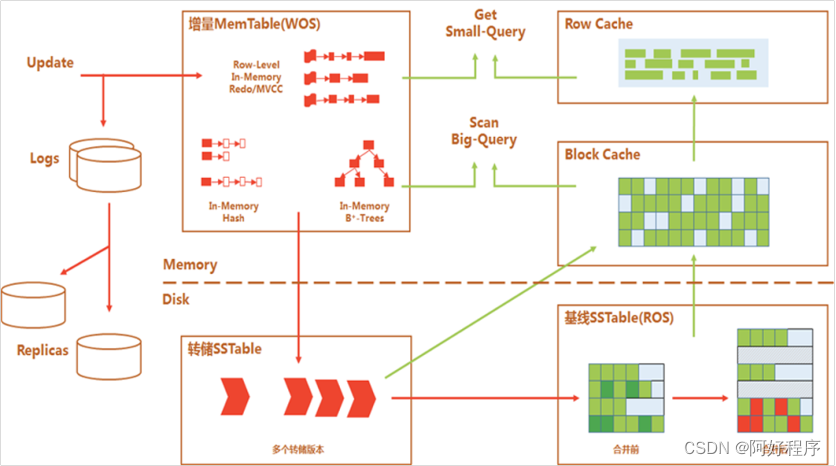 增量MemTable(WOS)
Get
Small-Query
Row Cache
Update
Row-Level
In-Memory
Redo/MVCC
Scan
Big-Query
Logs
Block Cache
In-Memory
Hash
In-Memory
B⁺-Trees
Memory
Disk
Replicas
转储SSTable
基线SSTable(ROS)
多个转储版本
合并前
CSDN @阿好程序